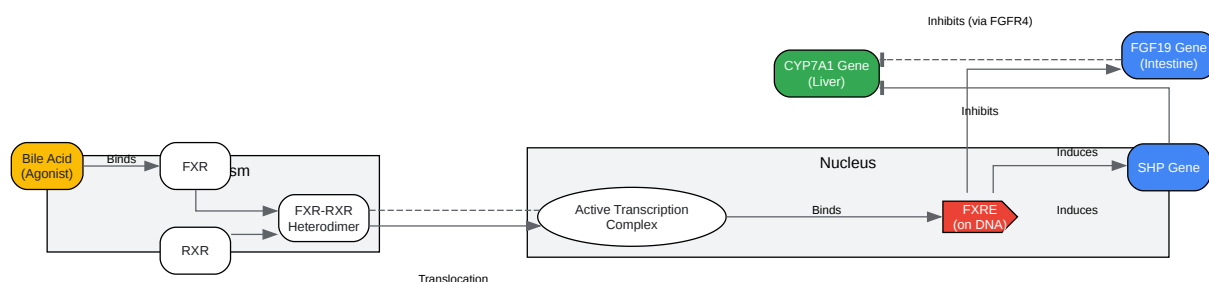 Inhibits (via FGFR4)
FGF19 Gene
(Intestine)
CYP7A1 Gene
(Liver)
Inhibits
Bile Acid
(Agonist)
Binds
FXR
sm
FXR-RXR
Heterodimer
RXR
Translocation
Nucleus
Active Transcription
Complex
Binds
FXRE
(on DNA)
Induces
SHP Gene
Induces